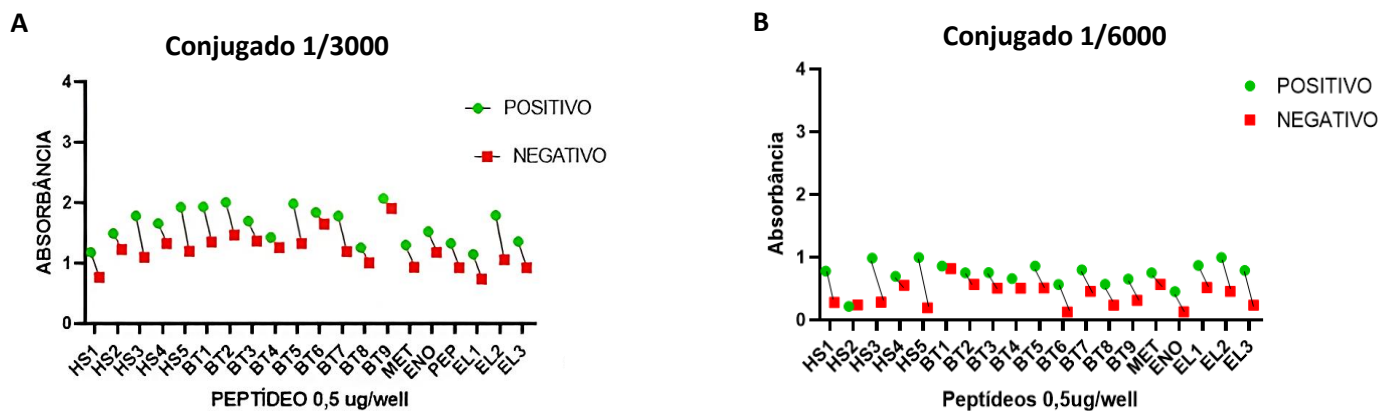 A
Conjugado 1/3000
ABSORBÂNCIA
4
3
2
1
0
POSITIVO
NEGATIVO
HS1
HS2
HS3
HS4
HS5
BT1
BT2
BT3
BT4
BT5
BT6
BT7
BT8
BT9
MET
ENO
PEP
EL1
EL2
EL3
PEPTÍDEO 0,5 ug/well
B
Conjugado 1/6000
Absorbância
4
3
2
1
0
POSITIVO
NEGATIVO
HS1
HS2
HS3
HS4
HS5
BT1
BT2
BT3
BT4
BT5
BT6
BT7
BT8
BT9
MET
ENO
EL1
EL2
EL3
Peptídeos 0,5ug/well